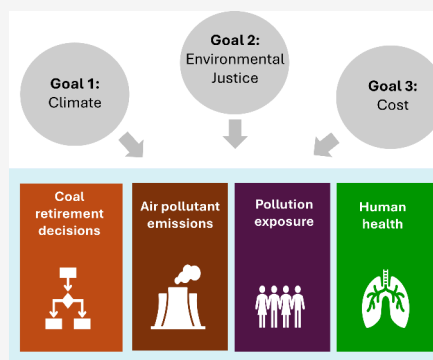 Goal 1:
Climate
Goal 2:
Environmental
Justice
Goal 3:
Cost
Coal
retirement
decisions
Air pollutant
emissions
Pollution
exposure
Human
health